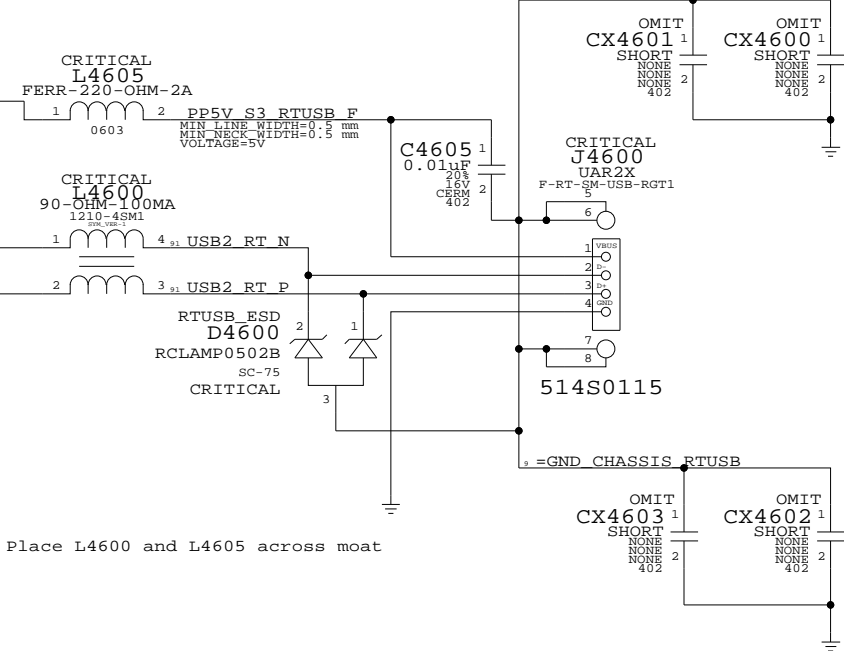 CRITICAL
L4605
FERR-220-OHM-2A
1
2
0603
PP5V_S3_RTUSB_F
MIN_LINE_WIDTH=0.5 mm
MIN_NECK_WIDTH=0.5 mm
VOLTAGE=5V
OMIT
CX4601
1
SHORT
NONE
NONE
NONE
402
2
OMIT
CX4600
1
SHORT
NONE
NONE
NONE
402
2
C4605
1
0.01uF
20%
16V
CERM
402
2
CRITICAL
J4600
UAR2X
F-RT-SM-USB-RGT1
5
6
1
VBUS
2
D-
3
D+
4
GND
7
8
514S0115
CRITICAL
L4600
90-OHM-100MA
1210-4SM1
SYM_VER-1
1
4
91
USB2_RT_N
2
3
91
USB2_RT_P
RTUSB_ESD
D4600
2
1
RCLAMP0502B
SC-75
CRITICAL
3
9
=GND_CHASSIS_RTUSB
OMIT
CX4603
1
SHORT
NONE
NONE
NONE
402
2
OMIT
CX4602
1
SHORT
NONE
NONE
NONE
402
2
Place L4600 and L4605 across moat